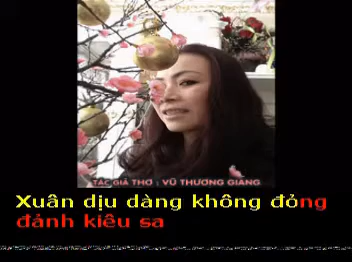 TÁC GIẢ THƠ : VŨ THƯƠNG GIANG
Xuân dịu dàng không đỏng
đảnh kiêu sa